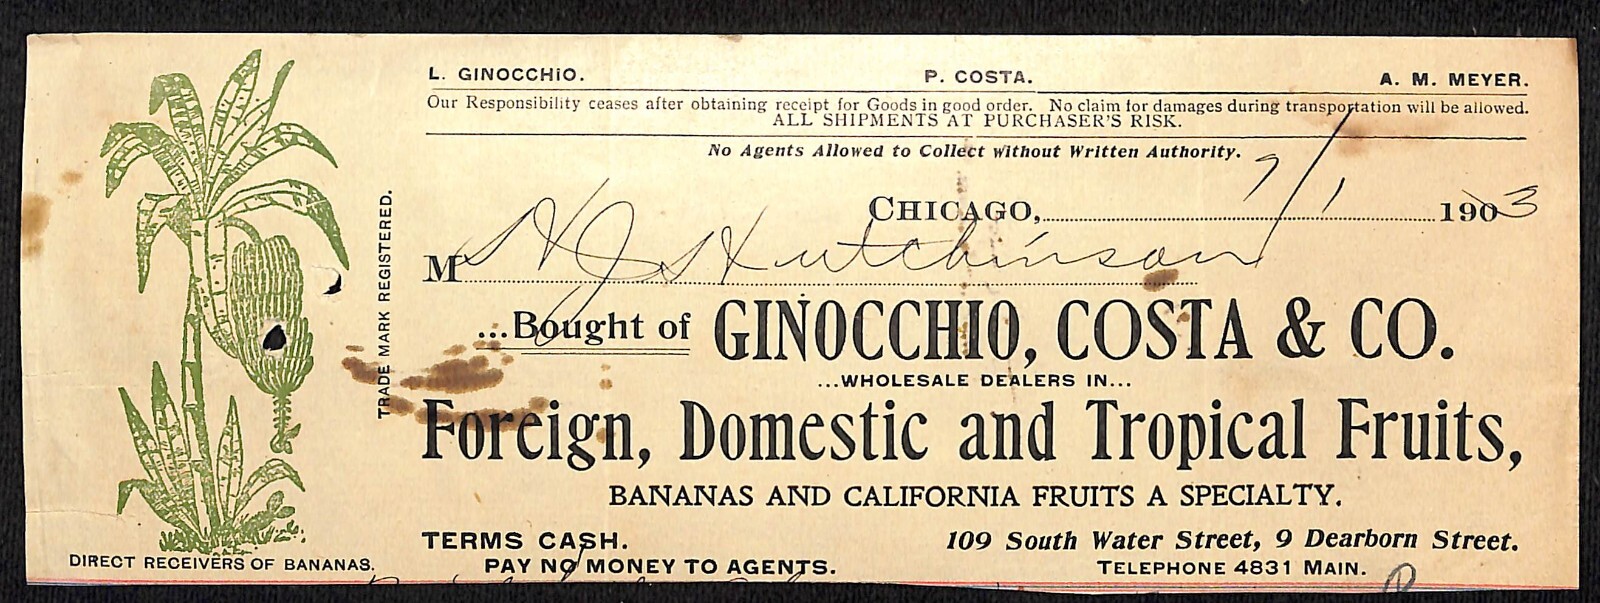 L. GINOCCHIO. P. COSTA. A. M. MEYER.
Our Responsibility ceases after obtaining receipt for Goods in good order. No claim for damages during transportation will be allowed.
ALL SHIPMENTS AT PURCHASER'S RISK.
No Agents Allowed to Collect without Written Authority.
CHICAGO, 7/1 1903
M H J Hutchinson
...Bought of GINOCCHIO, COSTA & CO.
...WHOLESALE DEALERS IN...
Foreign, Domestic and Tropical Fruits,
BANANAS AND CALIFORNIA FRUITS A SPECIALTY.
TERMS CASH. 109 South Water Street, 9 Dearborn Street.
PAY NO MONEY TO AGENTS. TELEPHONE 4831 MAIN.
TRADE MARK REGISTERED.
DIRECT RECEIVERS OF BANANAS.